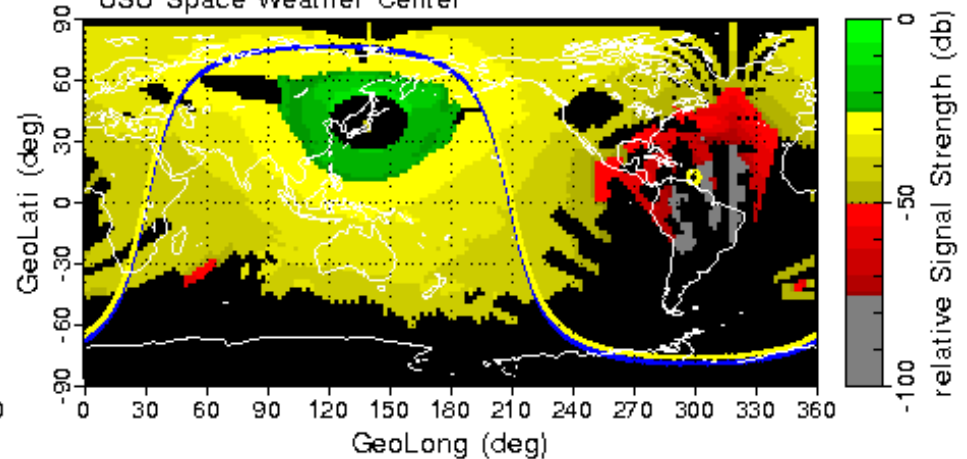 USU Space Weather Center
90
60
30
0
-30
-60
-90
GeoLati (deg)
0 30 60 90 120 150 180 210 240 270 300 330 360
GeoLong (deg)
0
-50
-100
relative Signal Strength (db)